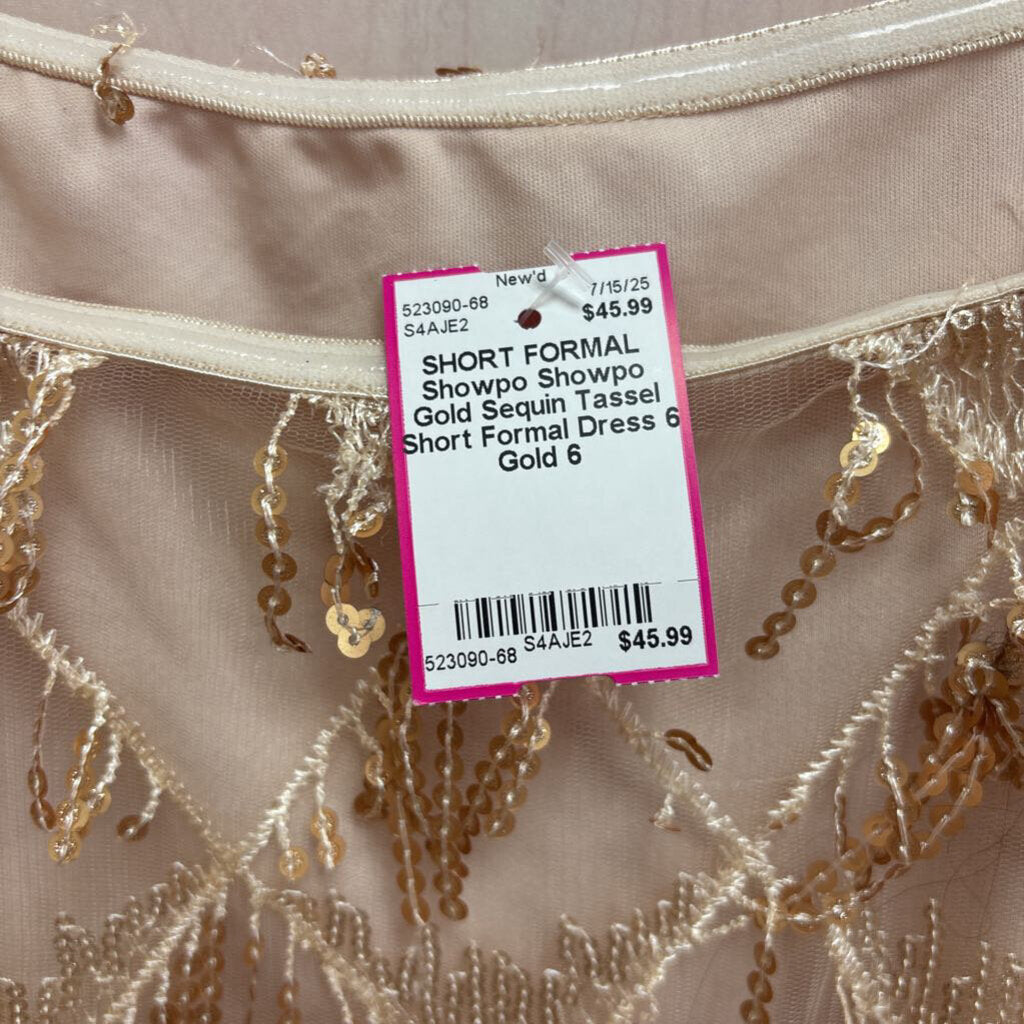 New'd
523090-68 7/15/25
S4AJE2 $45.99
SHORT FORMAL
Showpo Showpo
Gold Sequin Tassel
Short Formal Dress 6
Gold 6
523090-68 S4AJE2 $45.99